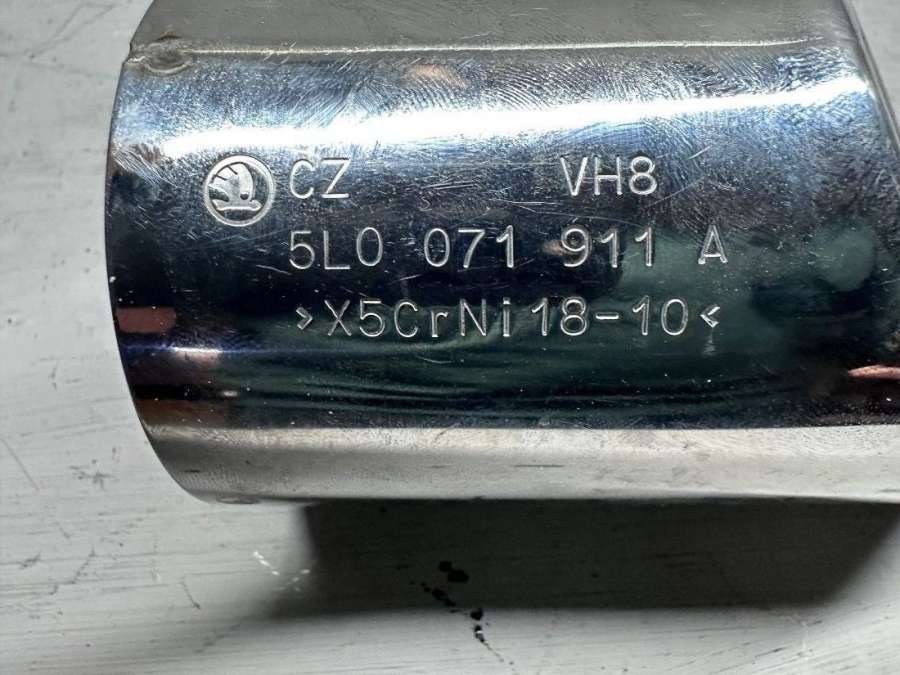 CZ VH8
5L0 071 911 A
>X5CrNi18-10<